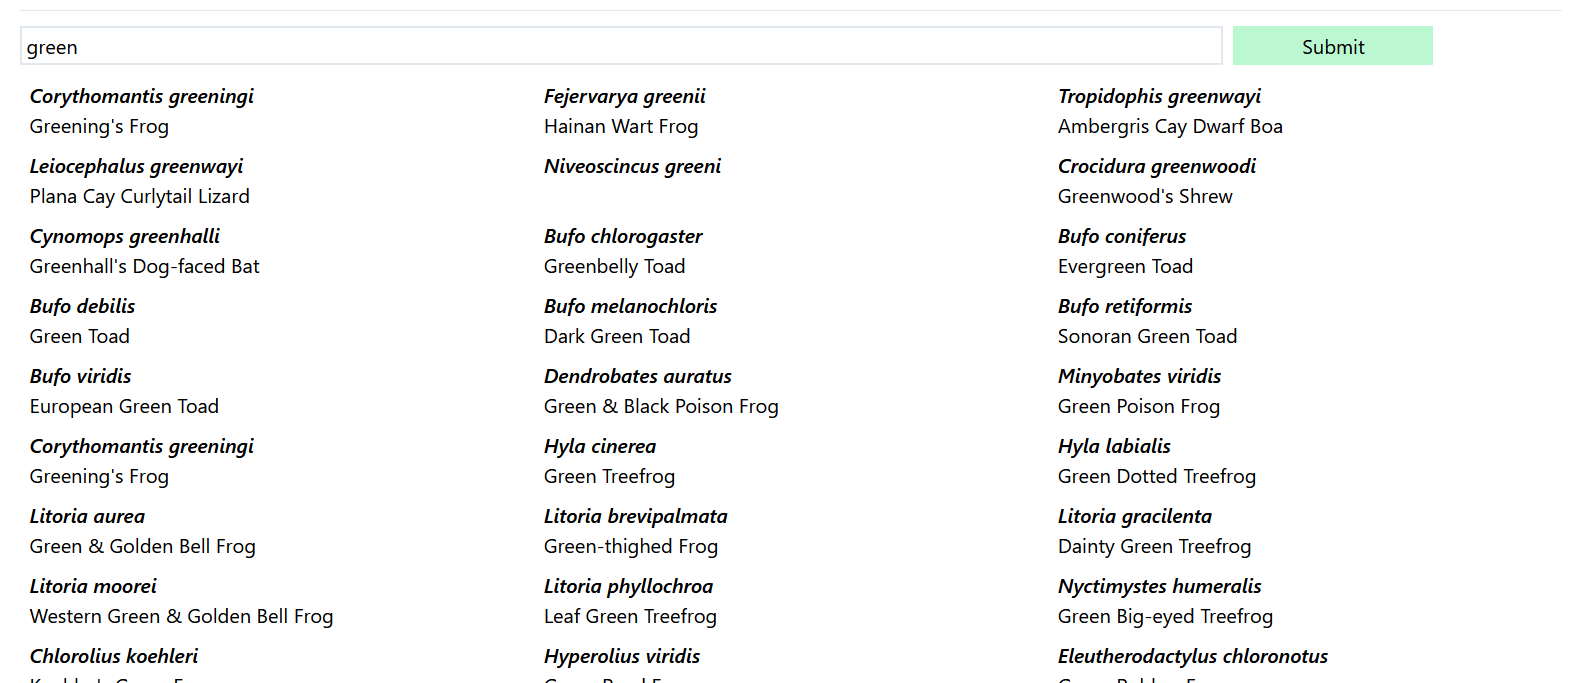 green
Submit
Corythomantis greeningi
Greening's Frog
Fejervarya greenii
Hainan Wart Frog
Tropidophis greenwayi
Ambergris Cay Dwarf Boa
Leiocephalus greenwayi
Plana Cay Curlytail Lizard
Niveoscincus greeni
Crocidura greenwoodi
Greenwood's Shrew
Cynomops greenhalli
Greenhall's Dog-faced Bat
Bufo chlorogaster
Greenbelly Toad
Bufo coniferus
Evergreen Toad
Bufo debilis
Green Toad
Bufo melanochloris
Dark Green Toad
Bufo retiformis
Sonoran Green Toad
Bufo viridis
European Green Toad
Dendrobates auratus
Green & Black Poison Frog
Minyobates viridis
Green Poison Frog
Corythomantis greeningi
Greening's Frog
Hyla cinerea
Green Treefrog
Hyla labialis
Green Dotted Treefrog
Litoria aurea
Green & Golden Bell Frog
Litoria brevipalmata
Green-thighed Frog
Litoria gracilenta
Dainty Green Treefrog
Litoria moorei
Western Green & Golden Bell Frog
Litoria phyllochroa
Leaf Green Treefrog
Nyctimystes humeralis
Green Big-eyed Treefrog
Chlorolius koehleri
Hyperolius viridis
Eleutherodactylus chloronotus